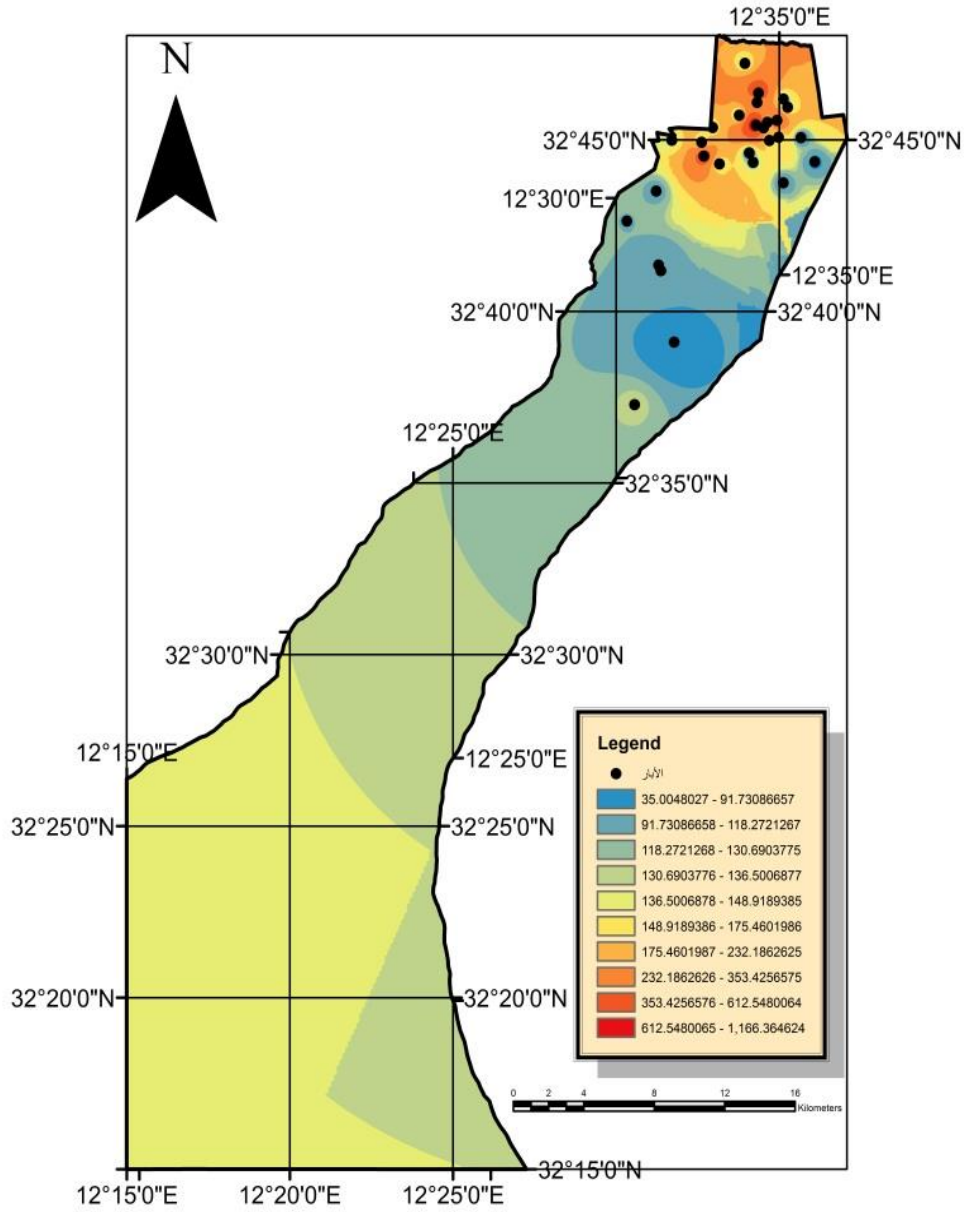 12°35'0"E
N
32°45'0"N
32°45'0"N
12°30'0"E
12°35'0"E
32°40'0"N
32°40'0"N
12°25'0"E
32°35'0"N
32°30'0"N
32°30'0"N
12°15'0"E
12°25'0"E
32°25'0"N
32°25'0"N
32°20'0"N
32°20'0"N
32°15'0"N
12°15'0"E
12°20'0"E
12°25'0"E
Legend
الأبار
35.0048027 - 91.73086657
91.73086658 - 118.2721267
118.2721268 - 130.6903775
130.6903776 - 136.5006877
136.5006878 - 148.9189385
148.9189386 - 175.4601986
175.4601987 - 232.1862625
232.1862626 - 353.4256575
353.4256576 - 612.5480064
612.5480065 - 1,166.364624
0 2 4 8 12 16
Kilometers